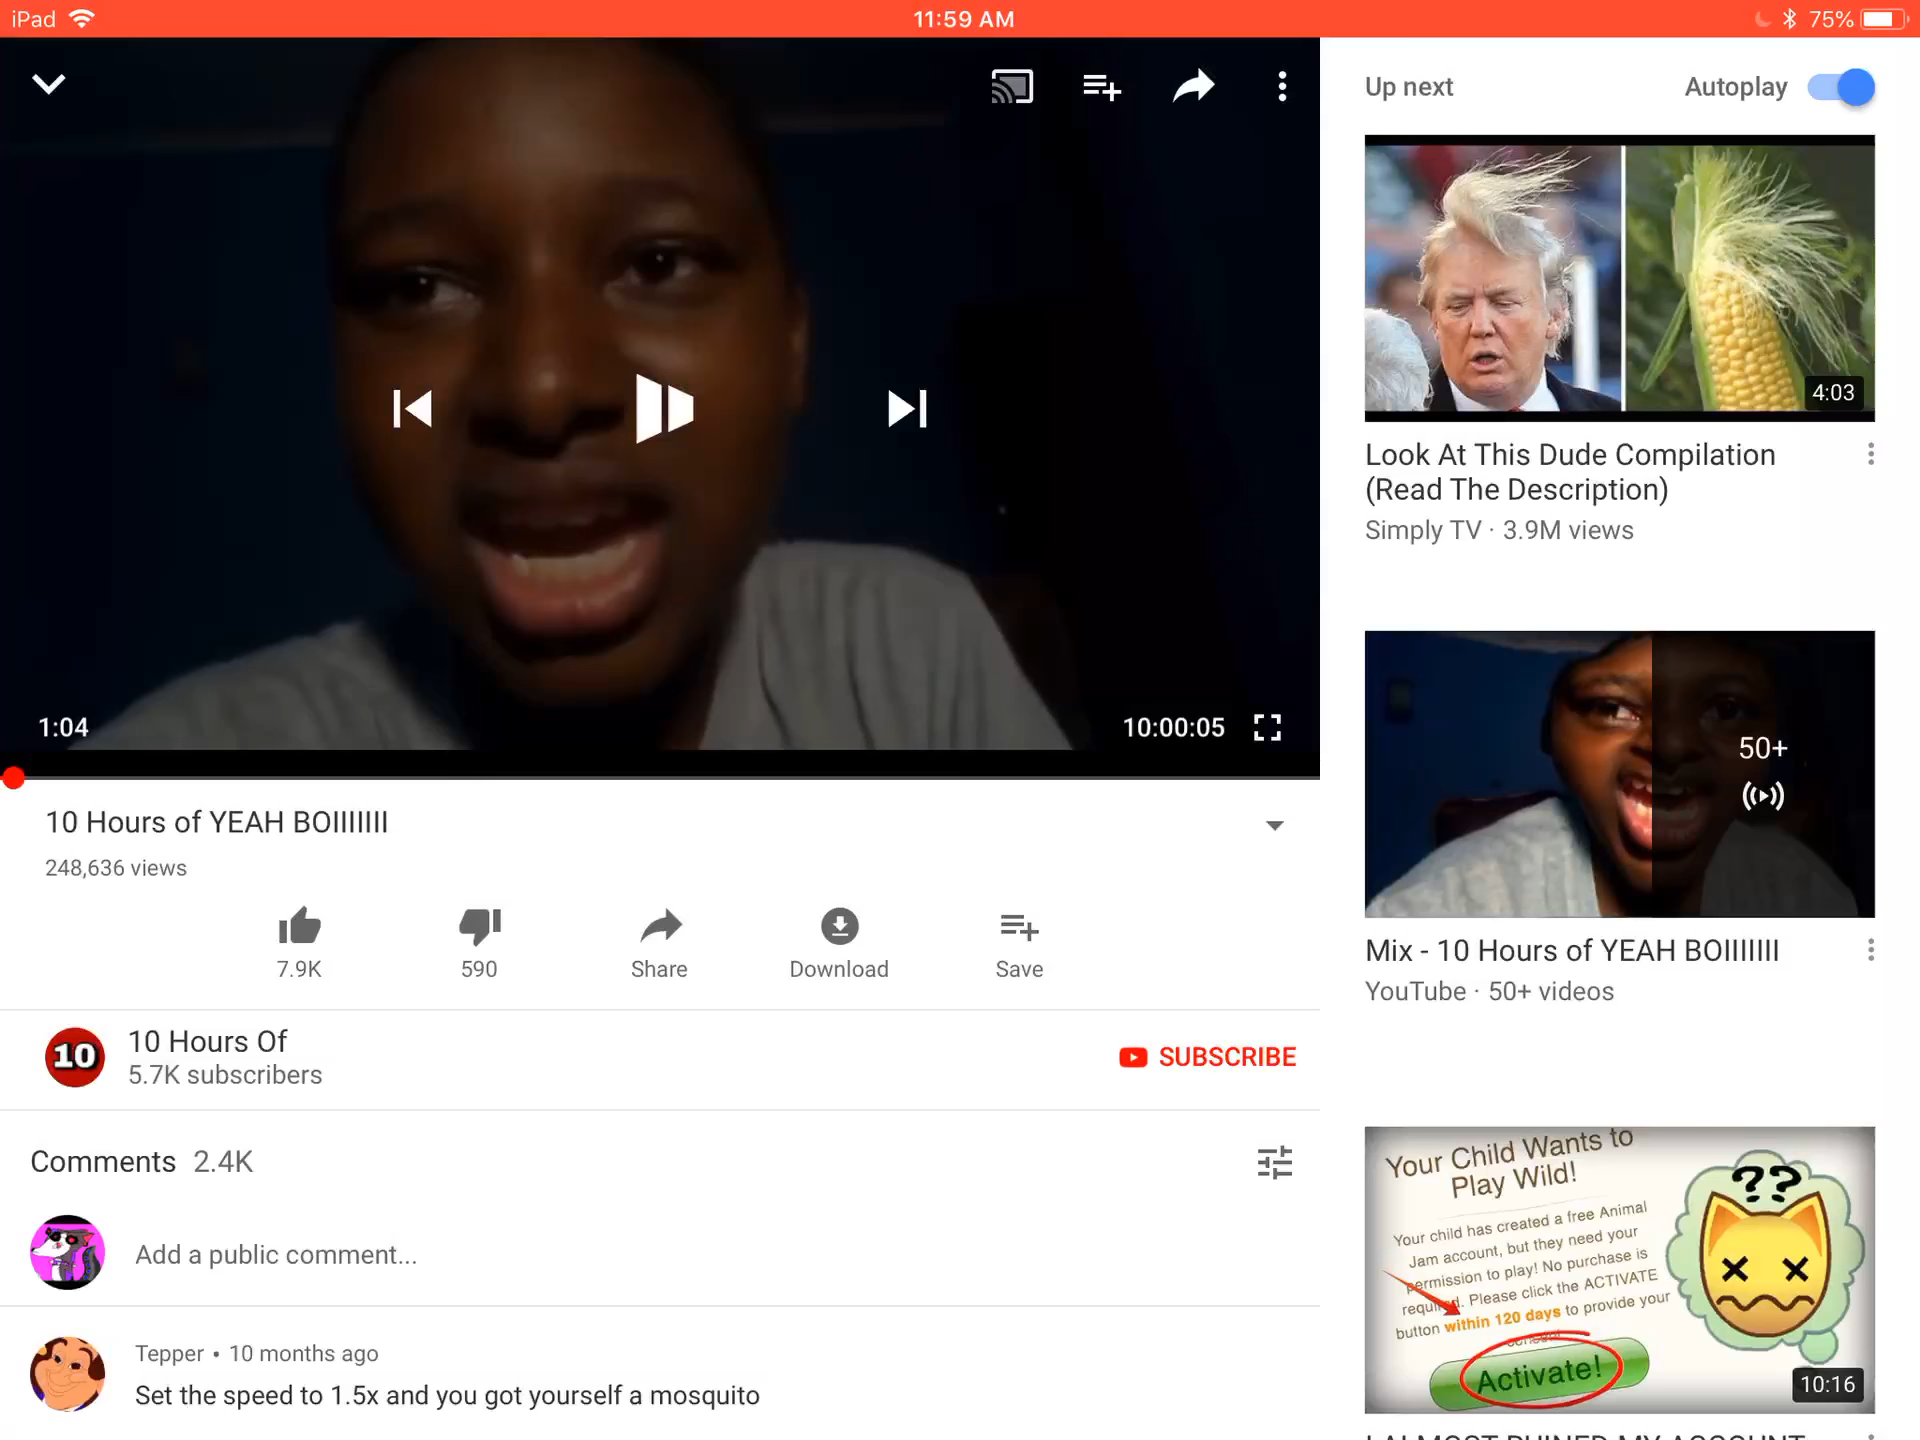 iPad
11:59 AM
75%
1:04
10:00:05
10 Hours of YEAH BOIIIIIII
248,636 views
7.9K
590
Share
Download
Save
10
10 Hours Of
5.7K subscribers
SUBSCRIBE
Comments 2.4K
Add a public comment...
Tepper • 10 months ago
Set the speed to 1.5x and you got yourself a mosquito
Up next
Autoplay
4:03
Look At This Dude Compilation
(Read The Description)
Simply TV · 3.9M views
50+
Mix - 10 Hours of YEAH BOIIIIIII
YouTube · 50+ videos
Your Child Wants to
Play Wild!
??
Your child has created a free Animal
Jam account, but they need your
permission to play! No purchase is
required. Please click the ACTIVATE
button within 120 days to provide your
consent.
Activate!
10:16
I ALMOST RUINED MY ACCOUNT